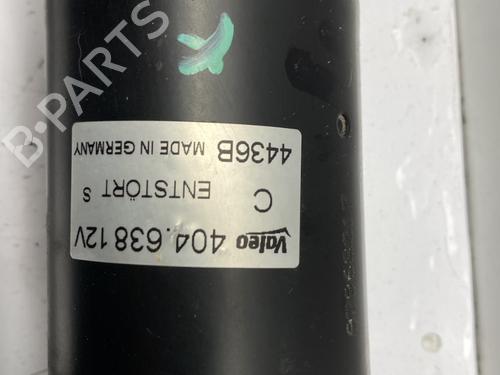 Valeo 404.638 12V
C ENTSTÖRT S
4436B MADE IN GERMANY
B-PARTS